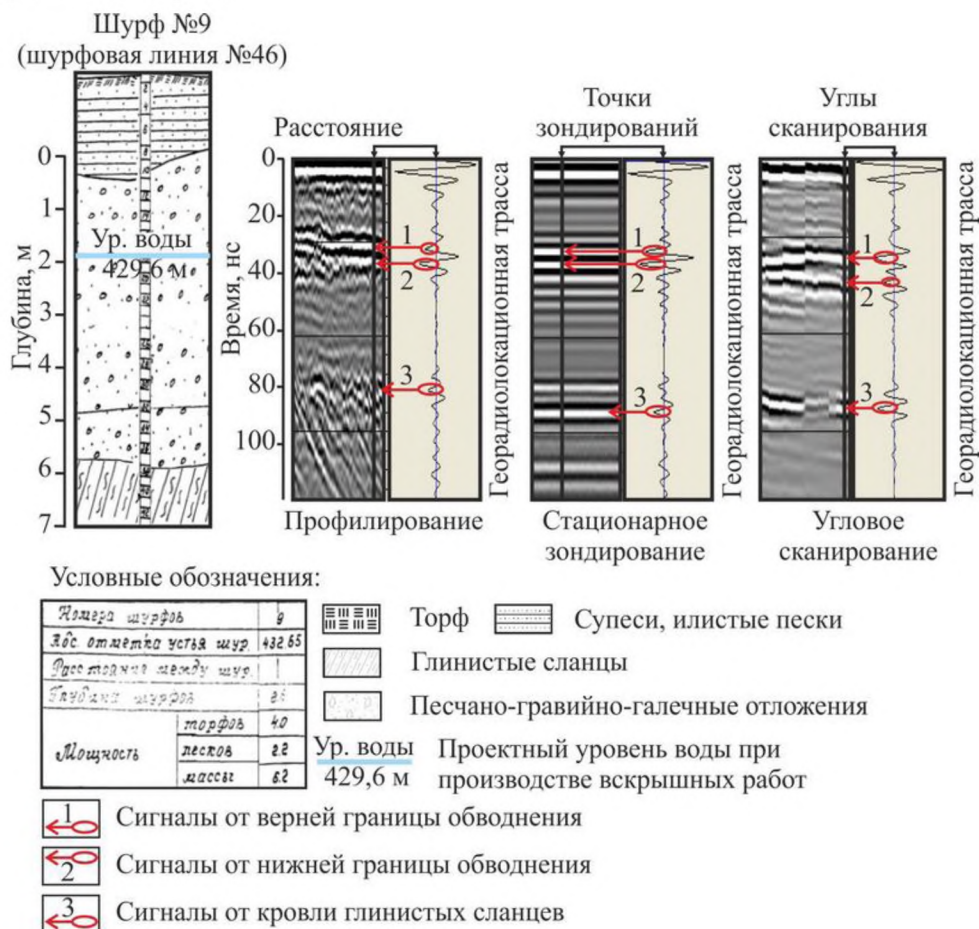 Шурф №9
(шурфовая линия №46)
Точки
зондирований
Углы
сканирования
Расстояние
Глубина, м
0
1
2
3
4
5
6
7
2
4
6
8
10
Ур. воды
429,6 м
Время, нс
0
20
40
60
80
100
1
2
3
Георадиолокационная трасса
1
2
3
Георадиолокационная трасса
1
2
3
Георадиолокационная трасса
Профилирование
Стационарное
зондирование
Угловое
сканирование
Условные обозначения:
Номера шурфов 9
Абс. отметка устья шур. 432.65
Расстояние между шур.
Глубина шурфов
Мощность
торфов 4.0
песков 2.2
массы 6.2
Торф
Супеси, илистые пески
Глинистые сланцы
Песчано-гравийно-галечные отложения
Ур. воды
429,6 м
Проектный уровень воды при
производстве вскрышных работ
1 Сигналы от верней границы обводнения
2 Сигналы от нижней границы обводнения
3 Сигналы от кровли глинистых сланцев